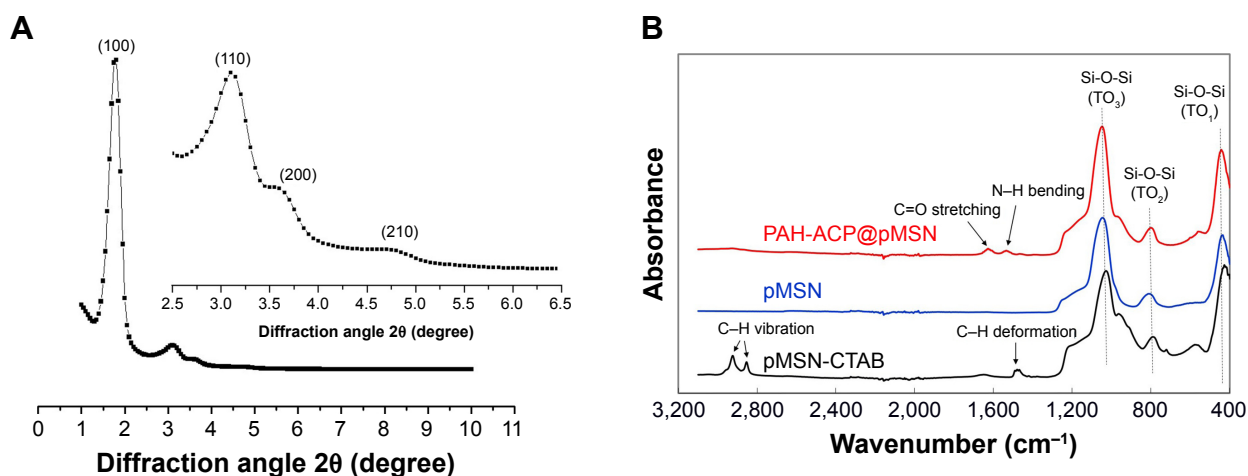 A
(100)
(110)
(200)
(210)
2.5 3.0 3.5 4.0 4.5 5.0 5.5 6.0 6.5
Diffraction angle 2θ (degree)
0 1 2 3 4 5 6 7 8 9 10 11
Diffraction angle 2θ (degree)
B
Absorbance
Si-O-Si
(TO3)
Si-O-Si
(TO1)
Si-O-Si
(TO2)
N–H bending
C=O stretching
PAH-ACP@pMSN
pMSN
C–H vibration
C–H deformation
pMSN-CTAB
3,200 2,800 2,400 2,000 1,600 1,200 800 400
Wavenumber (cm⁻¹)